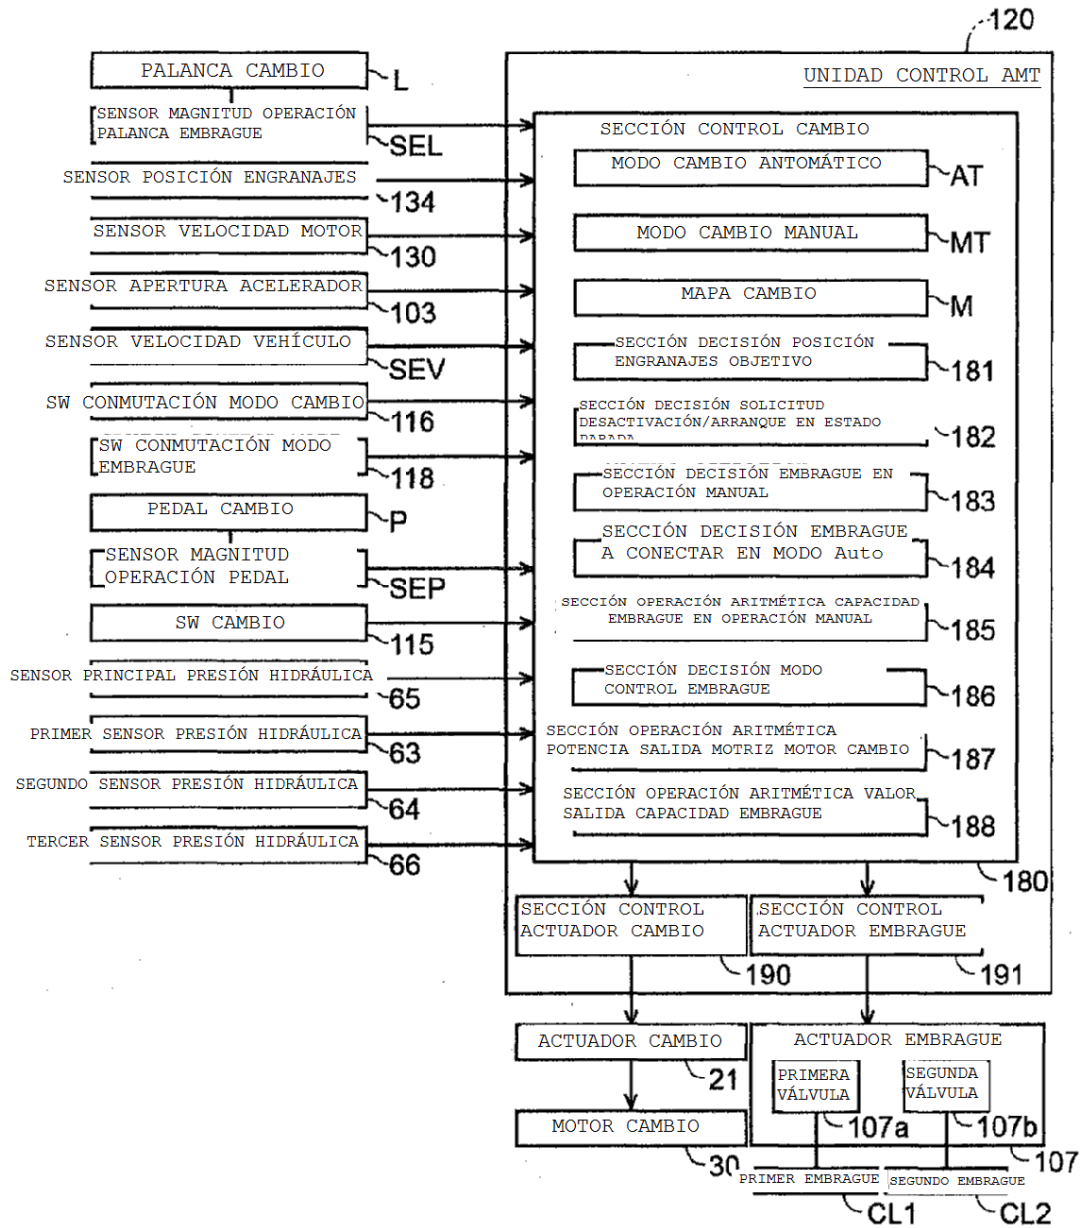 120
UNIDAD CONTROL AMT
PALANCA CAMBIO
L
SENSOR MAGNITUD OPERACIÓN
PALANCA EMBRAGUE
SEL
SENSOR POSICIÓN ENGRANAJES
134
SENSOR VELOCIDAD MOTOR
130
SENSOR APERTURA ACELERADOR
103
SENSOR VELOCIDAD VEHÍCULO
SEV
SW CONMUTACIÓN MODO CAMBIO
116
SW CONMUTACIÓN MODO
EMBRAGUE
118
PEDAL CAMBIO
P
SENSOR MAGNITUD
OPERACIÓN PEDAL
SEP
SW CAMBIO
115
SENSOR PRINCIPAL PRESIÓN HIDRÁULICA
65
PRIMER SENSOR PRESIÓN HIDRÁULICA
63
SEGUNDO SENSOR PRESIÓN HIDRÁULICA
64
TERCER SENSOR PRESIÓN HIDRÁULICA
66
SECCIÓN CONTROL CAMBIO
MODO CAMBIO ANTOMÁTICO
AT
MODO CAMBIO MANUAL
MT
MAPA CAMBIO
M
SECCIÓN DECISIÓN POSICIÓN
ENGRANAJES OBJETIVO
181
SECCIÓN DECISIÓN SOLICITUD
DESACTIVACIÓN/ARRANQUE EN ESTADO
PARADA
182
SECCIÓN DECISIÓN EMBRAGUE EN
OPERACIÓN MANUAL
183
SECCIÓN DECISIÓN EMBRAGUE
A CONECTAR EN MODO Auto
184
SECCIÓN OPERACIÓN ARITMÉTICA CAPACIDAD
EMBRAGUE EN OPERACIÓN MANUAL
185
SECCIÓN DECISIÓN MODO
CONTROL EMBRAGUE
186
SECCIÓN OPERACIÓN ARITMÉTICA
POTENCIA SALIDA MOTRIZ MOTOR CAMBIO
187
SECCIÓN OPERACIÓN ARITMÉTICA VALOR
SALIDA CAPACIDAD EMBRAGUE
188
180
SECCIÓN CONTROL
ACTUADOR CAMBIO
190
SECCIÓN CONTROL
ACTUADOR EMBRAGUE
191
ACTUADOR CAMBIO
21
MOTOR CAMBIO
30
ACTUADOR EMBRAGUE
PRIMERA
VÁLVULA
107a
SEGUNDA
VÁLVULA
107b
107
PRIMER EMBRAGUE
CL1
SEGUNDO EMBRAGUE
CL2